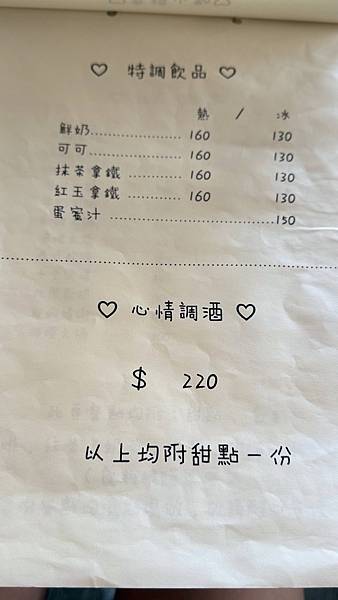 ♡ 特調飲品 ♡
熱 / 冰
鮮奶...................... 160 130
可可...................... 160 130
抹茶拿鐵 ............. 160 130
紅玉拿鐵 ............. 160 130
蛋蜜汁 .......................................150
♡ 心情調酒 ♡
$ 220
以上均附甜點一份